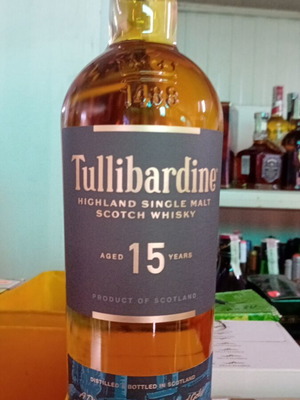 1488
Tullibardine
HIGHLAND SINGLE MALT
SCOTCH WHISKY
AGED 15 YEARS
PRODUCT OF SCOTLAND
DISTILLED & BOTTLED IN SCOTLAND